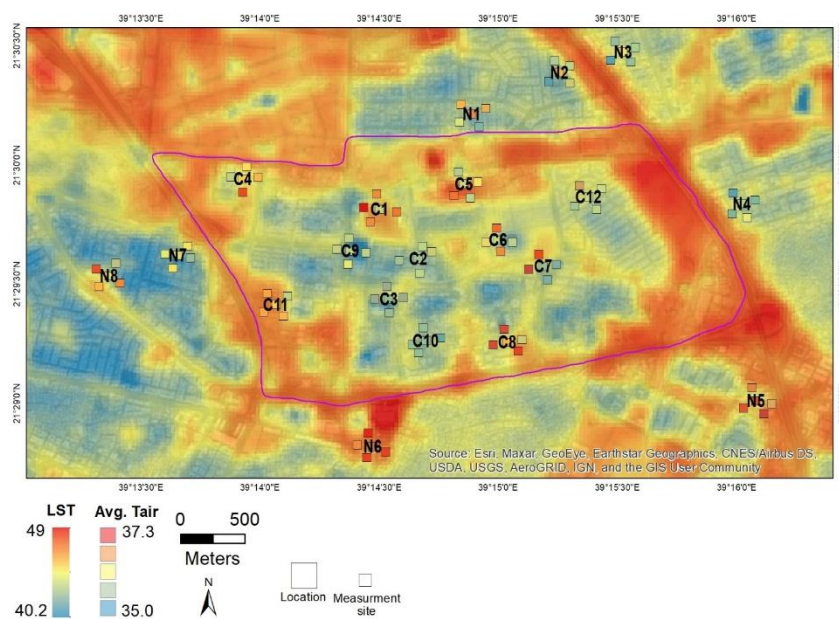 39°13'30"E 39°14'0"E 39°14'30"E 39°15'0"E 39°15'30"E 39°16'0"E
21°30'30"N
21°30'0"N
21°29'30"N
21°29'0"N
N3
N2
N1
C4
C5
C12
C1
N4
C6
C9
C2
N7
C7
N8
C3
C11
C10
C8
N5
N6
Source: Esri, Maxar, GeoEye, Earthstar Geographics, CNES/Airbus DS,
USDA, USGS, AeroGRID, IGN, and the GIS User Community
39°13'30"E 39°14'0"E 39°14'30"E 39°15'0"E 39°15'30"E 39°16'0"E
LST Avg. Tair
49 37.3
40.2 35.0
0 500
Meters
N
Location
Measurment
site